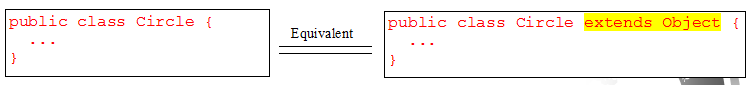 public class Circle {
  ...
}
Equivalent
public class Circle extends Object {
  ...
}